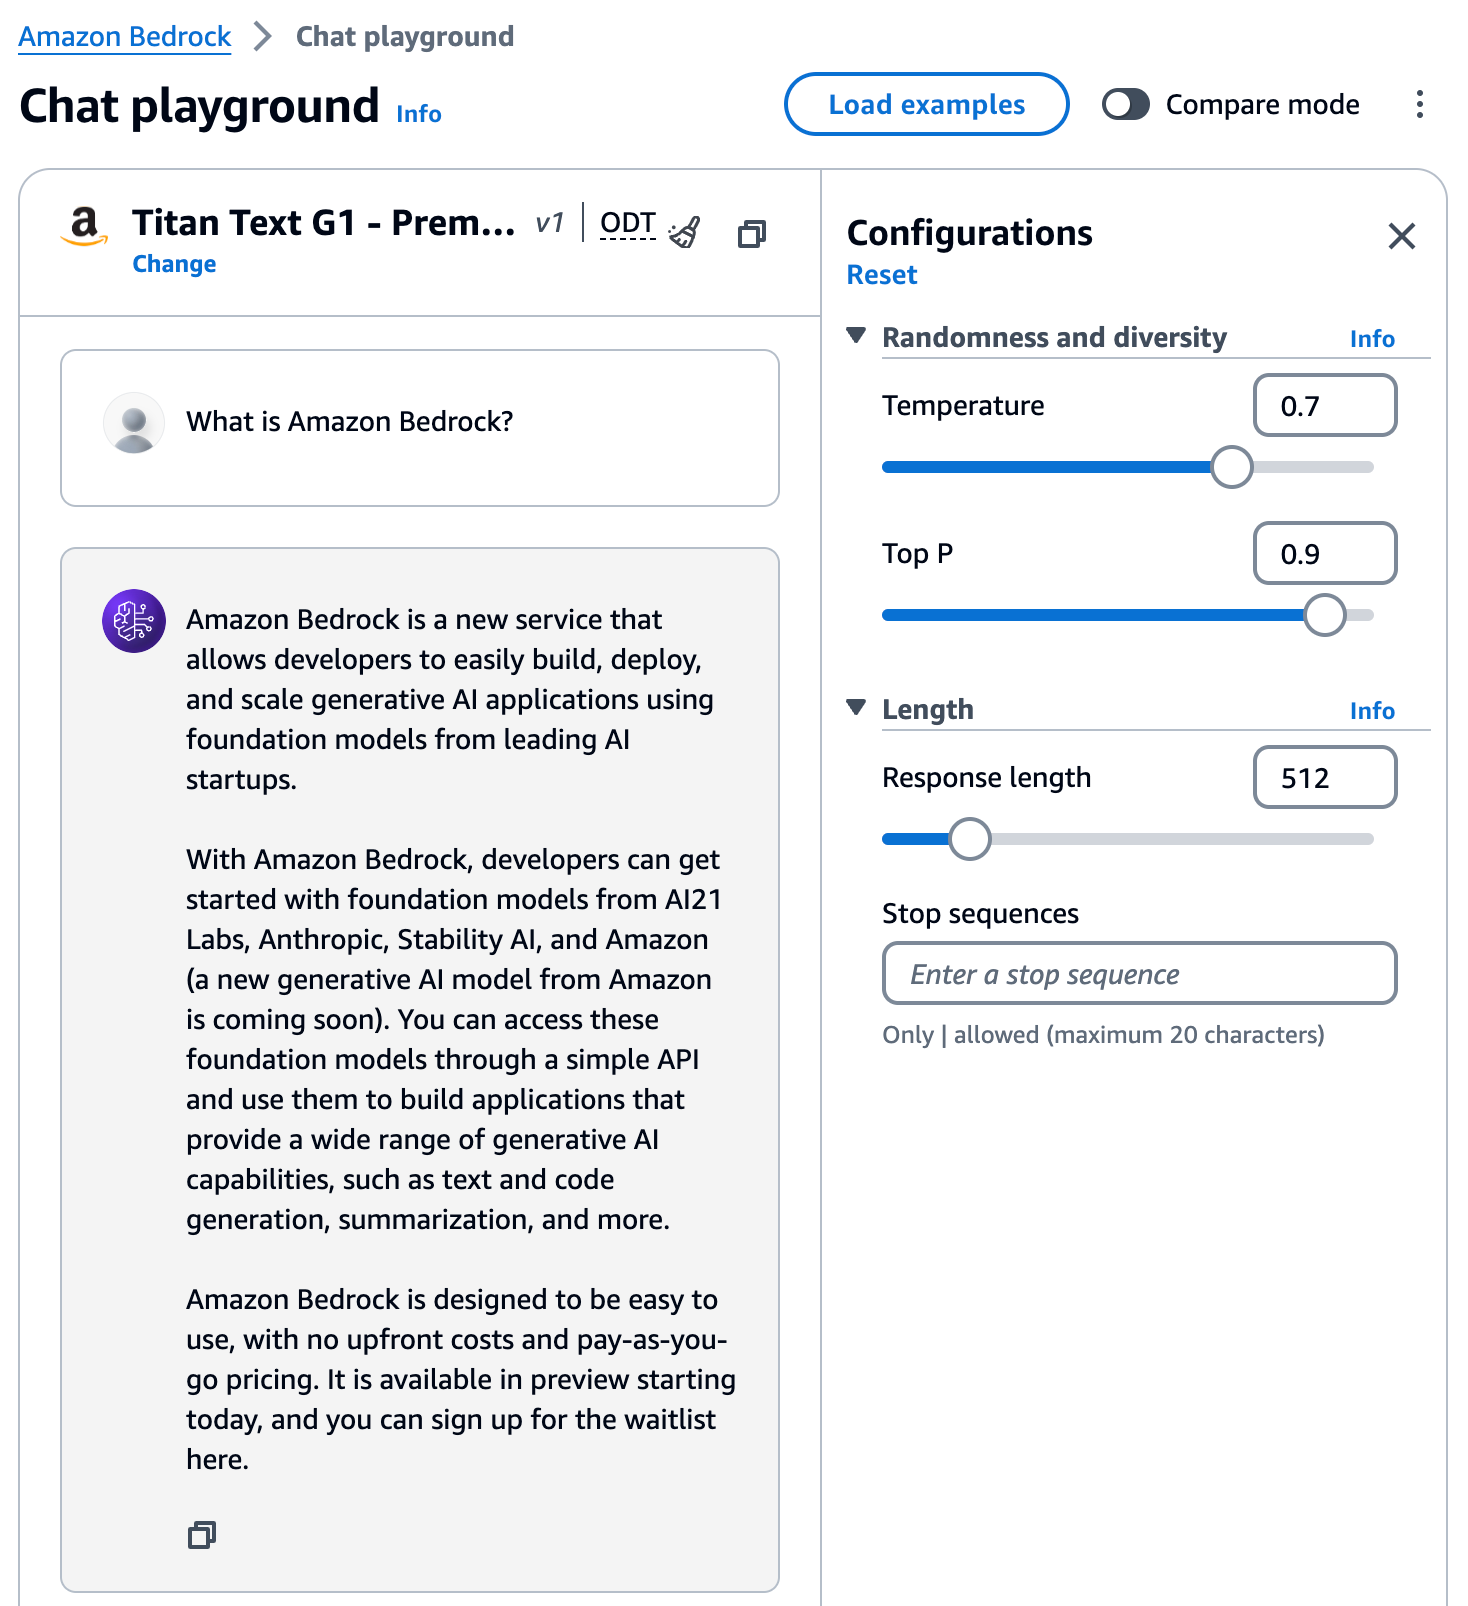 Amazon Bedrock > Chat playground
Chat playground Info
Load examples
Compare mode
a
Titan Text G1 - Prem... v1 | ODT
Change
What is Amazon Bedrock?
Amazon Bedrock is a new service that
allows developers to easily build, deploy,
and scale generative AI applications using
foundation models from leading AI
startups.
With Amazon Bedrock, developers can get
started with foundation models from AI21
Labs, Anthropic, Stability AI, and Amazon
(a new generative AI model from Amazon
is coming soon). You can access these
foundation models through a simple API
and use them to build applications that
provide a wide range of generative AI
capabilities, such as text and code
generation, summarization, and more.
Amazon Bedrock is designed to be easy to
use, with no upfront costs and pay-as-you-
go pricing. It is available in preview starting
today, and you can sign up for the waitlist
here.
Configurations
Reset
Randomness and diversity Info
Temperature 0.7
Top P 0.9
Length Info
Response length 512
Stop sequences
Enter a stop sequence
Only | allowed (maximum 20 characters)